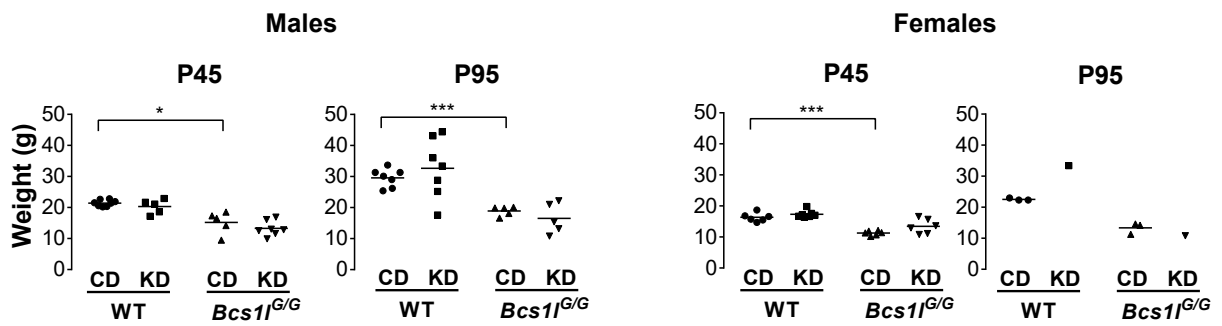 Males Females
P45 P95 P45 P95
* *** ***
Weight (g)
50 50 50 50
40 40 40 40
30 30 30 30
20 20 20 20
10 10 10 10
0 0 0 0
CD KD CD KD CD KD CD KD CD KD CD KD CD KD CD KD
WT Bcs1l^G/G WT Bcs1l^G/G WT Bcs1l^G/G WT Bcs1l^G/G